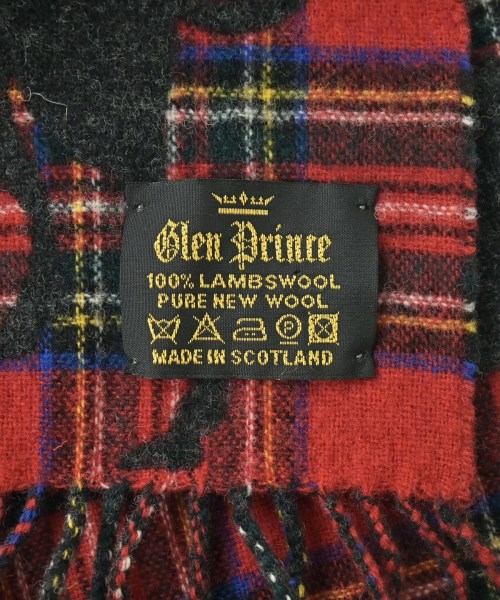 Glen Prince
100% LAMBSWOOL
PURE NEW WOOL
P
MADE IN SCOTLAND